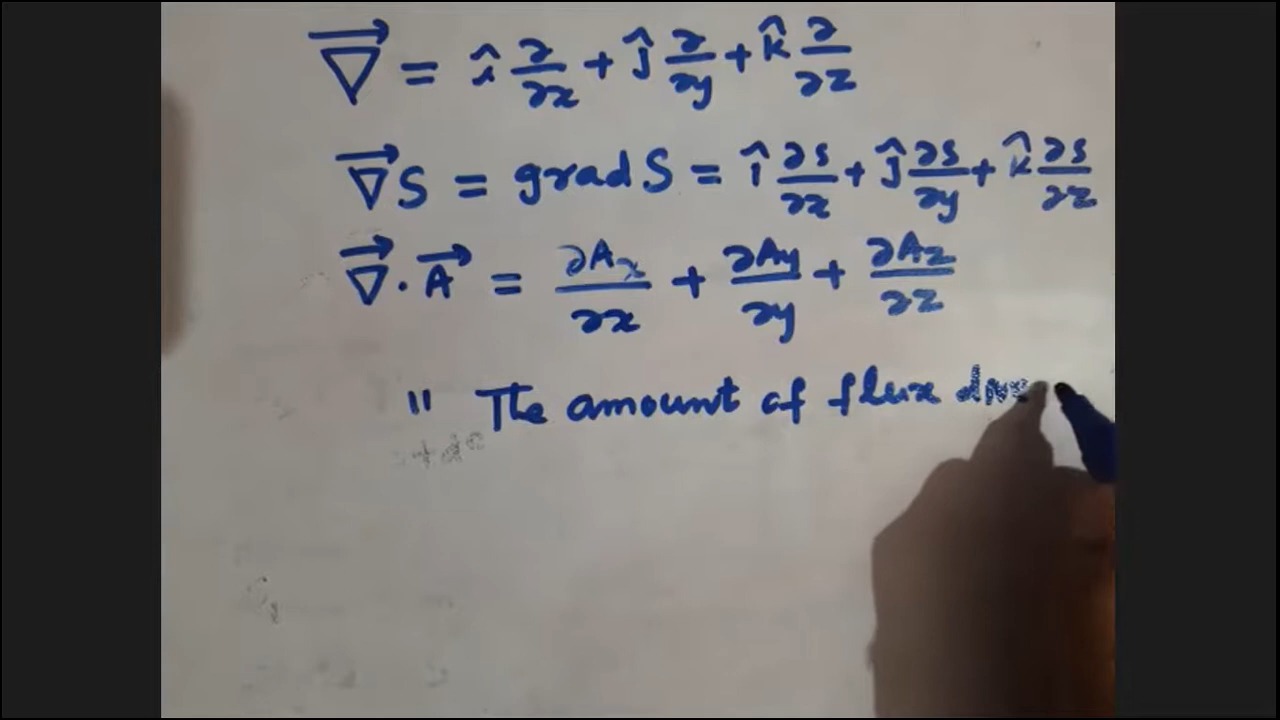 ∇⃗ = î ∂/∂x + ĵ ∂/∂y + k̂ ∂/∂z
∇⃗S = grad S = î ∂S/∂x + ĵ ∂S/∂y + k̂ ∂S/∂z
∇⃗ · A⃗ = ∂Ax/∂x + ∂Ay/∂y + ∂Az/∂z
" The amount of flux